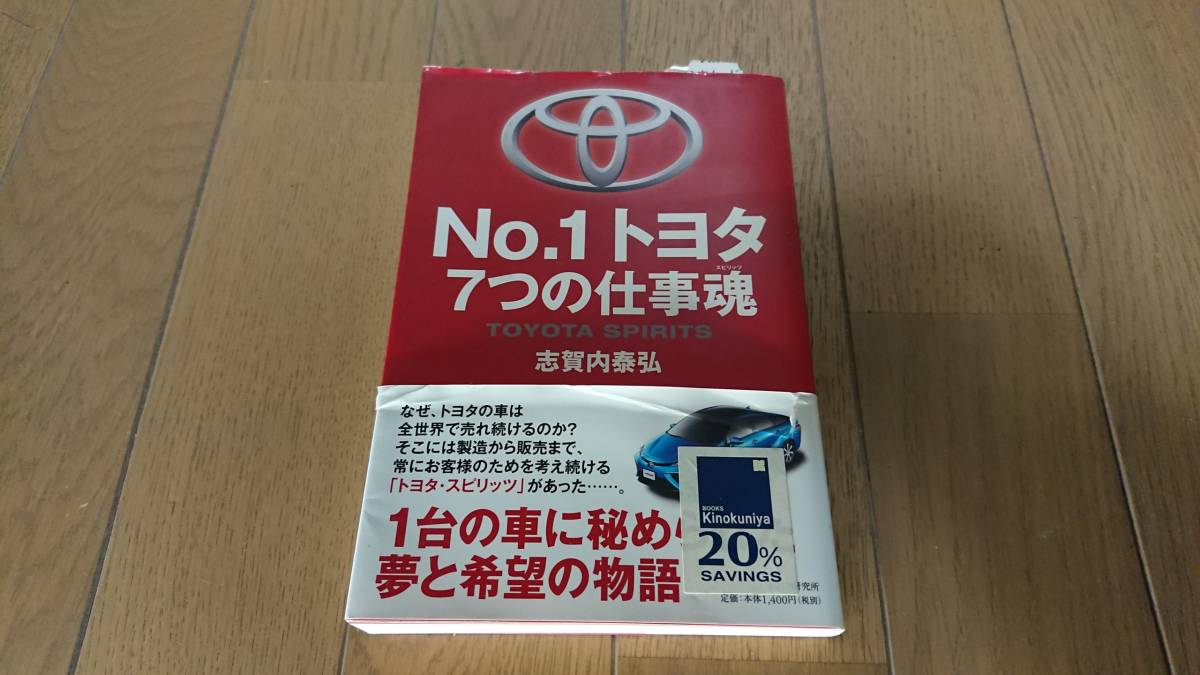 No.1トヨタ
スピリッツ
7つの仕事魂
TOYOTA SPIRITS
志賀内泰弘
なぜ、トヨタの車は
全世界で売れ続けるのか?
そこには製造から販売まで、
常にお客様のためを考え続ける
「トヨタ・スピリッツ」があった……。
1台の車に秘め
夢と希望の物語
BOOKS
Kinokuniya
20%
SAVINGS
研究所
定価:本体1,400円(税別)